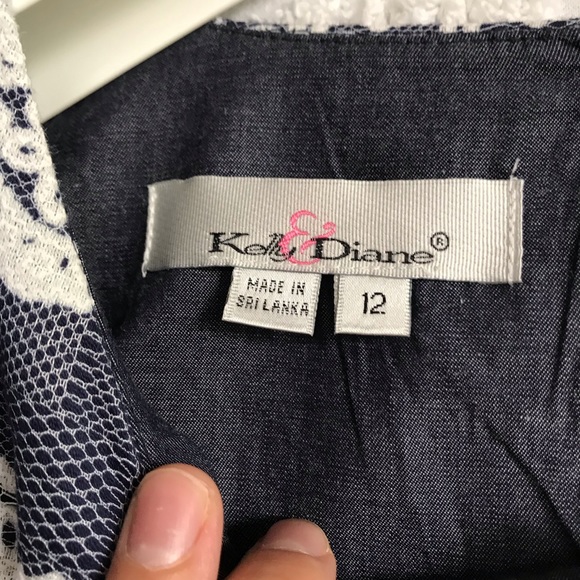 Kelly & Diane®
MADE IN
SRI LANKA
12